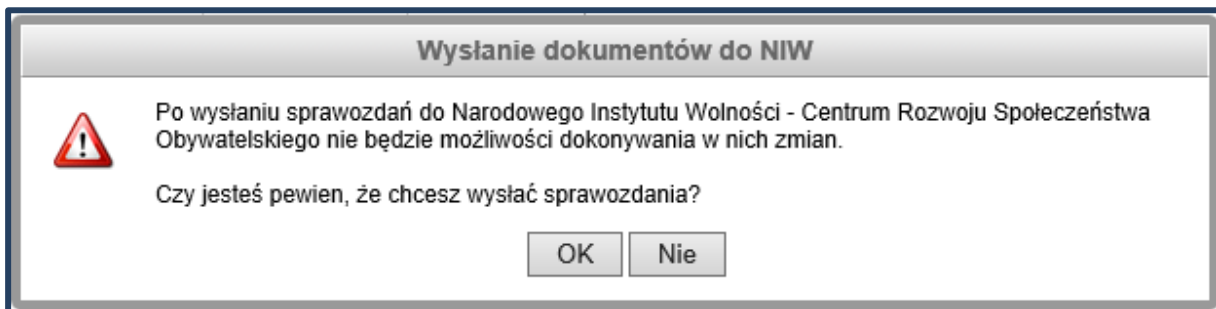 Wysłanie dokumentów do NIW
Po wysłaniu sprawozdań do Narodowego Instytutu Wolności - Centrum Rozwoju Społeczeństwa
Obywatelskiego nie będzie możliwości dokonywania w nich zmian.
Czy jesteś pewien, że chcesz wysłać sprawozdania?
OK Nie